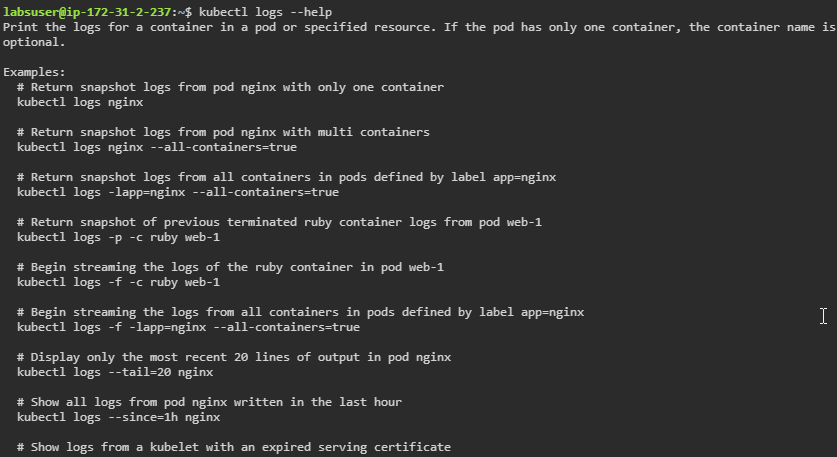 labsuser@ip-172-31-2-237:~$ kubectl logs --help
Print the logs for a container in a pod or specified resource. If the pod has only one container, the container name is
optional.
Examples:
# Return snapshot logs from pod nginx with only one container
kubectl logs nginx
# Return snapshot logs from pod nginx with multi containers
kubectl logs nginx --all-containers=true
# Return snapshot logs from all containers in pods defined by label app=nginx
kubectl logs -lapp=nginx --all-containers=true
# Return snapshot of previous terminated ruby container logs from pod web-1
kubectl logs -p -c ruby web-1
# Begin streaming the logs of the ruby container in pod web-1
kubectl logs -f -c ruby web-1
# Begin streaming the logs from all containers in pods defined by label app=nginx
kubectl logs -f -lapp=nginx --all-containers=true
# Display only the most recent 20 lines of output in pod nginx
kubectl logs --tail=20 nginx
# Show all logs from pod nginx written in the last hour
kubectl logs --since=1h nginx
# Show logs from a kubelet with an expired serving certificate